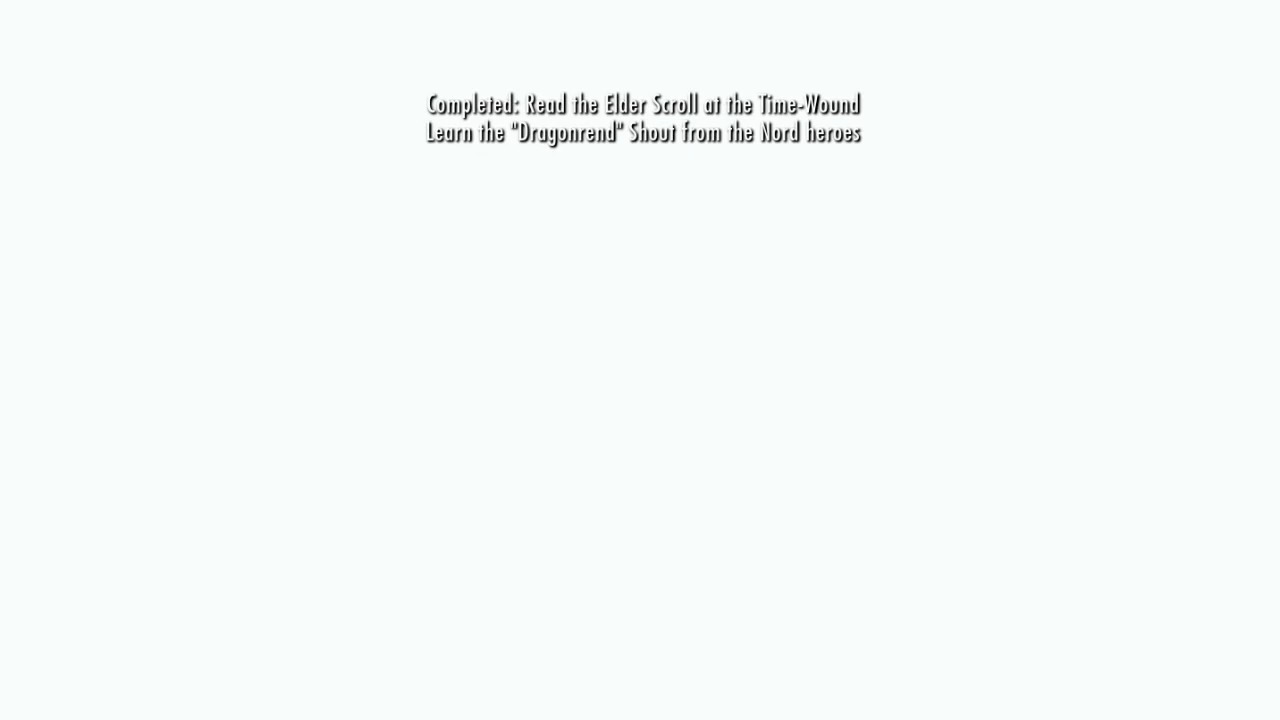 Completed: Read the Elder Scroll at the Time-Wound
Learn the "Dragonrend" Shout from the Nord heroes